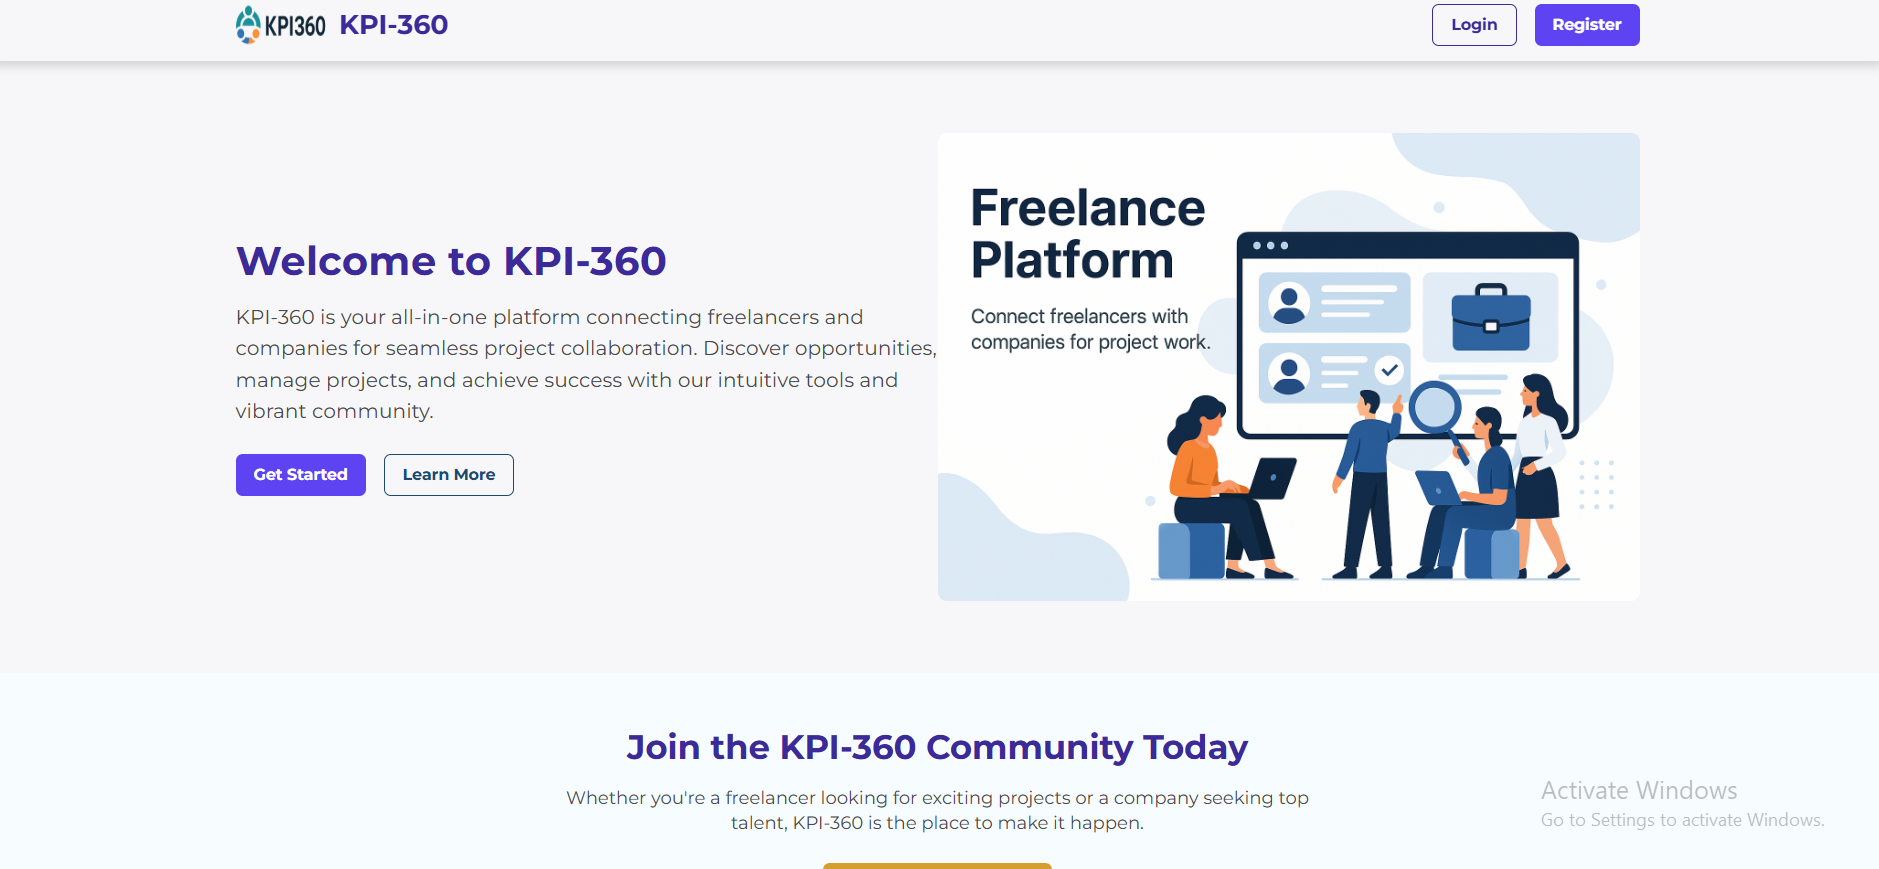 KPI360 KPI-360
Login
Register
Welcome to KPI-360
KPI-360 is your all-in-one platform connecting freelancers and
companies for seamless project collaboration. Discover opportunities,
manage projects, and achieve success with our intuitive tools and
vibrant community.
Get Started
Learn More
Freelance
Platform
Connect freelancers with
companies for project work.
Join the KPI-360 Community Today
Whether you're a freelancer looking for exciting projects or a company seeking top
talent, KPI-360 is the place to make it happen.
Activate Windows
Go to Settings to activate Windows.